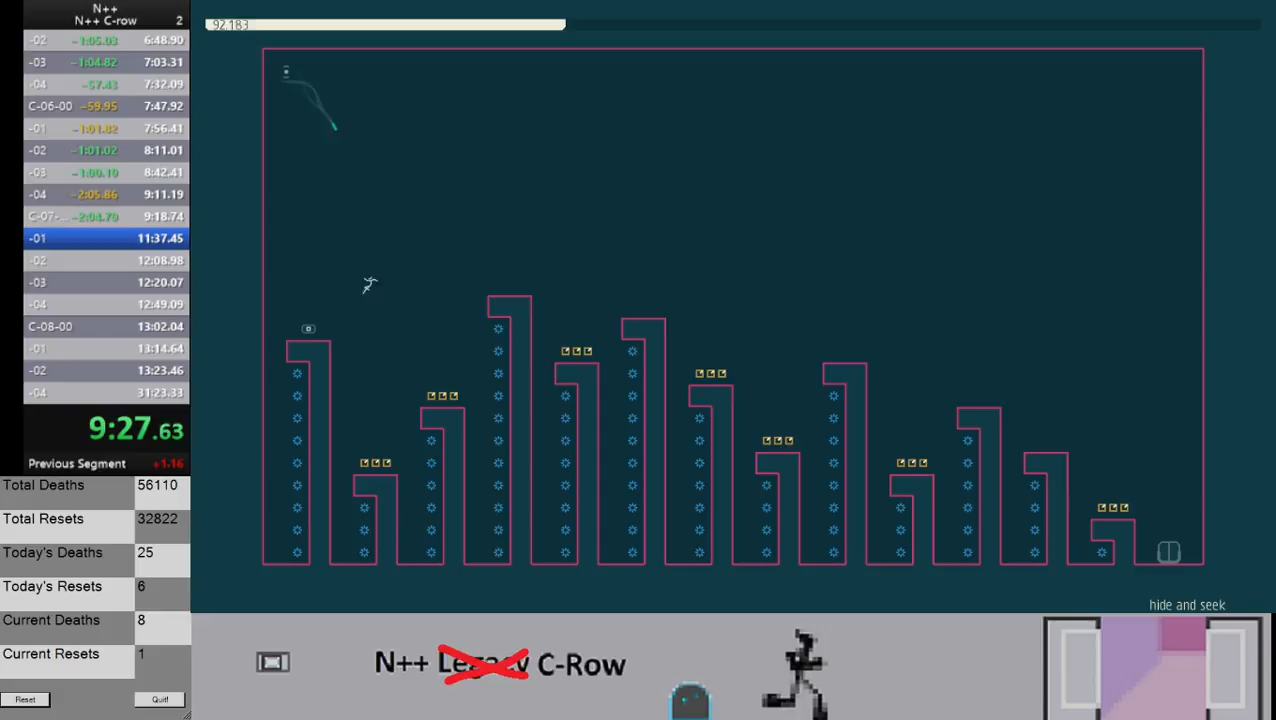 N++
N++ C-row 2
-02 -1:05.03 6:48.90
-03 -1:04.82 7:03.31
-04 -57.43 7:32.09
C-06-00 -59.95 7:47.92
-01 -1:01.82 7:56.41
-02 -1:01.02 8:11.01
-03 -1:00.10 8:42.41
-04 -2:05.86 9:11.19
C-07-... -2:04.70 9:18.74
-01 11:37.45
-02 12:08.98
-03 12:20.07
-04 12:49.09
C-08-00 13:02.04
-01 13:14.64
-02 13:23.46
-04 31:23.33
9:27.63
Previous Segment +1.16
Total Deaths 56110
Total Resets 32822
Today's Deaths 25
Today's Resets 6
Current Deaths 8
Current Resets 1
Reset Quit!
92.183
hide and seek
N++ Legacy C-Row